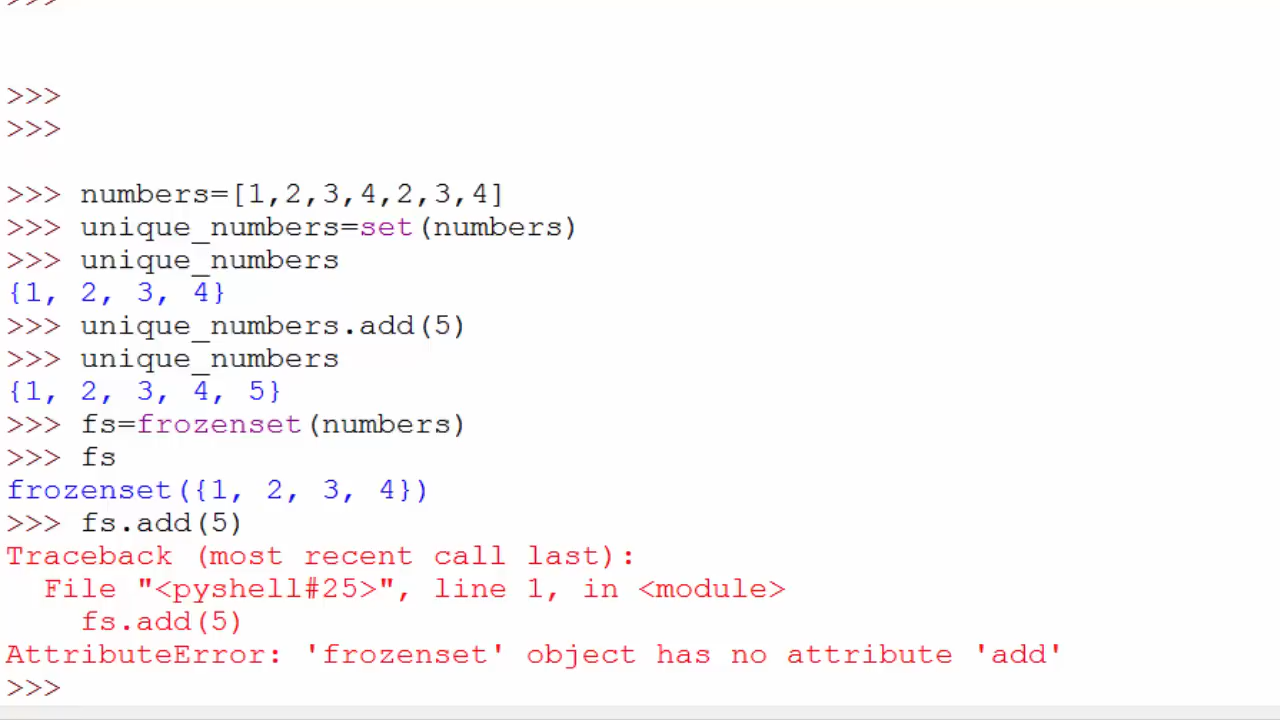 >>>
>>>
>>>
>>> numbers=[1,2,3,4,2,3,4]
>>> unique_numbers=set(numbers)
>>> unique_numbers
{1, 2, 3, 4}
>>> unique_numbers.add(5)
>>> unique_numbers
{1, 2, 3, 4, 5}
>>> fs=frozenset(numbers)
>>> fs
frozenset({1, 2, 3, 4})
>>> fs.add(5)
Traceback (most recent call last):
  File "<pyshell#25>", line 1, in <module>
    fs.add(5)
AttributeError: 'frozenset' object has no attribute 'add'
>>>